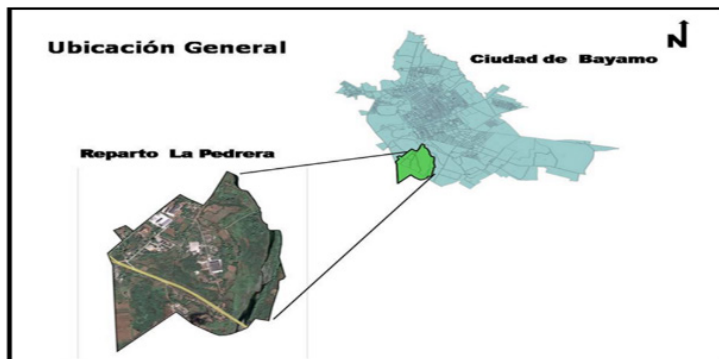 Ubicación General
Ciudad de Bayamo
N
Reparto La Pedrera